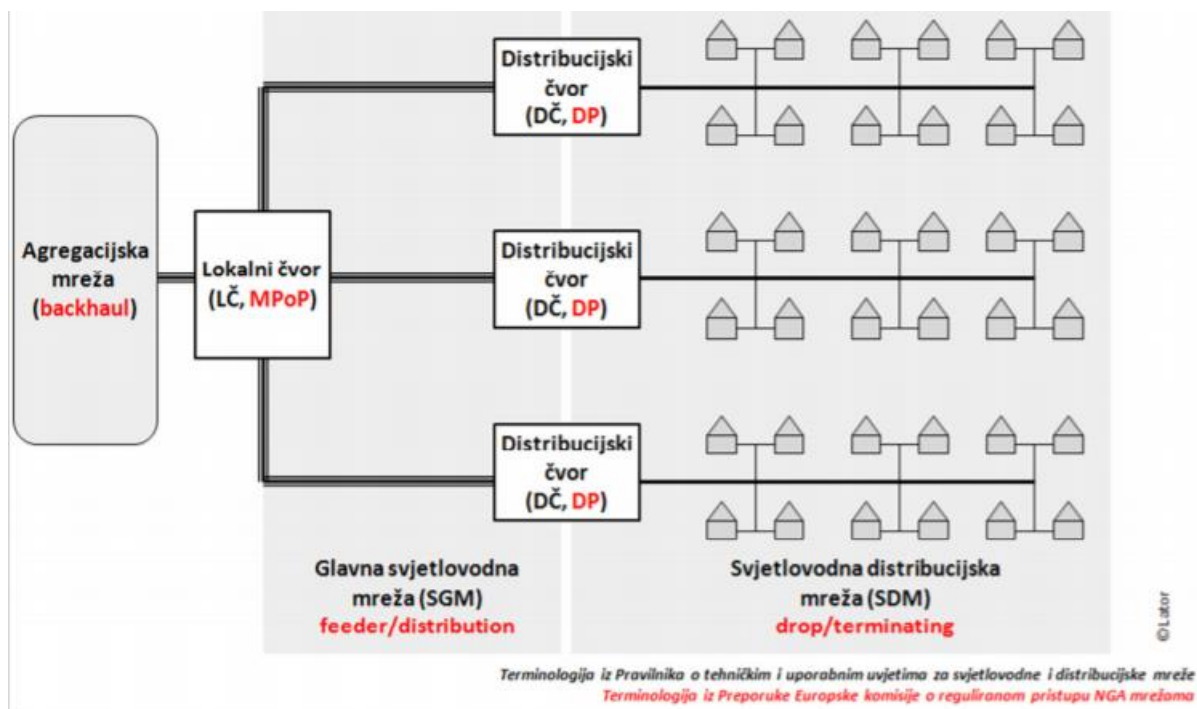 Agregacijska
mreža
(backhaul)
Lokalni čvor
(LČ, MPoP)
Distribucijski
čvor
(DČ, DP)
Distribucijski
čvor
(DČ, DP)
Distribucijski
čvor
(DČ, DP)
Glavna svjetlovodna
mreža (SGM)
feeder/distribution
Svjetlovodna distribucijska
mreža (SDM)
drop/terminating
©Lator
Terminologija iz Pravilnika o tehničkim i uporabnim uvjetima za svjetlovodne i distribucijske mreže
Terminologija iz Preporuke Europske komisije o reguliranom pristupu NGA mrežama